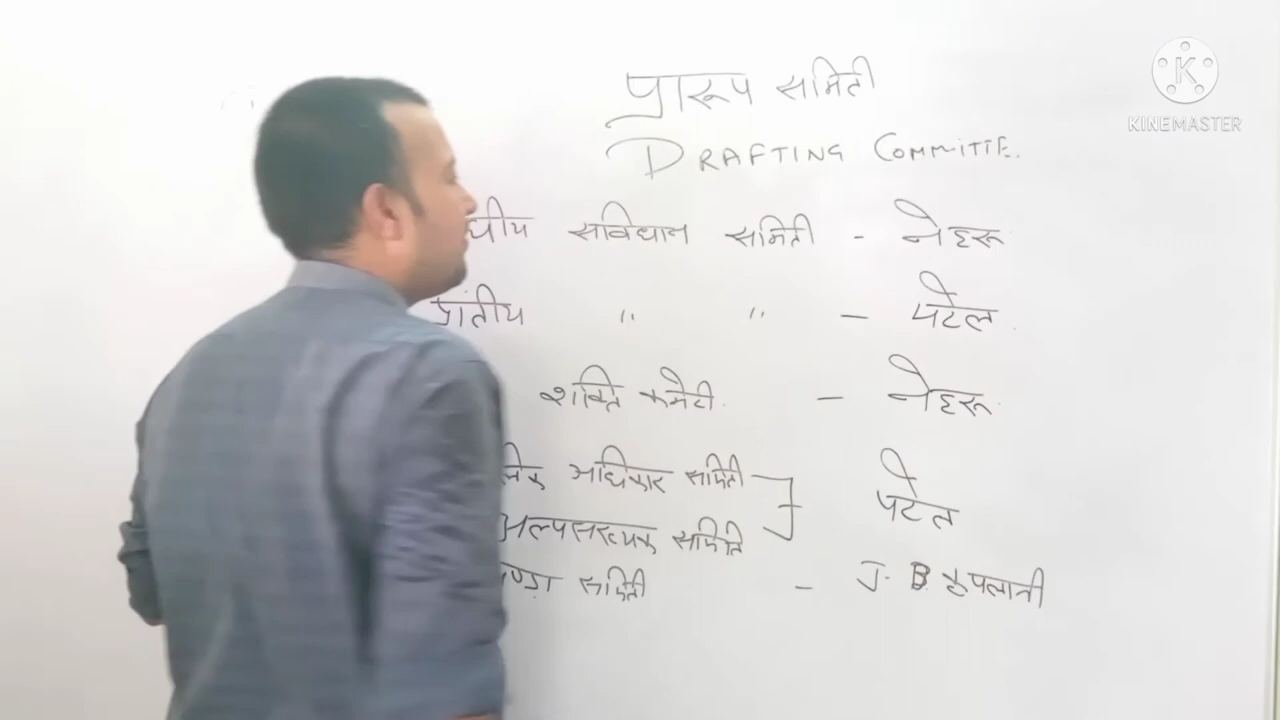 प्रारूप समिती
DRAFTING COMMITTE.
संविधान समिती - नेहरू
प्रांतीय " " - पटेल
शक्ति कमेटी - नेहरू
अधिकार समिती
पटेल
अल्पसंख्यक समिति
समिती - J. B. कृपलानी
KINEMASTER